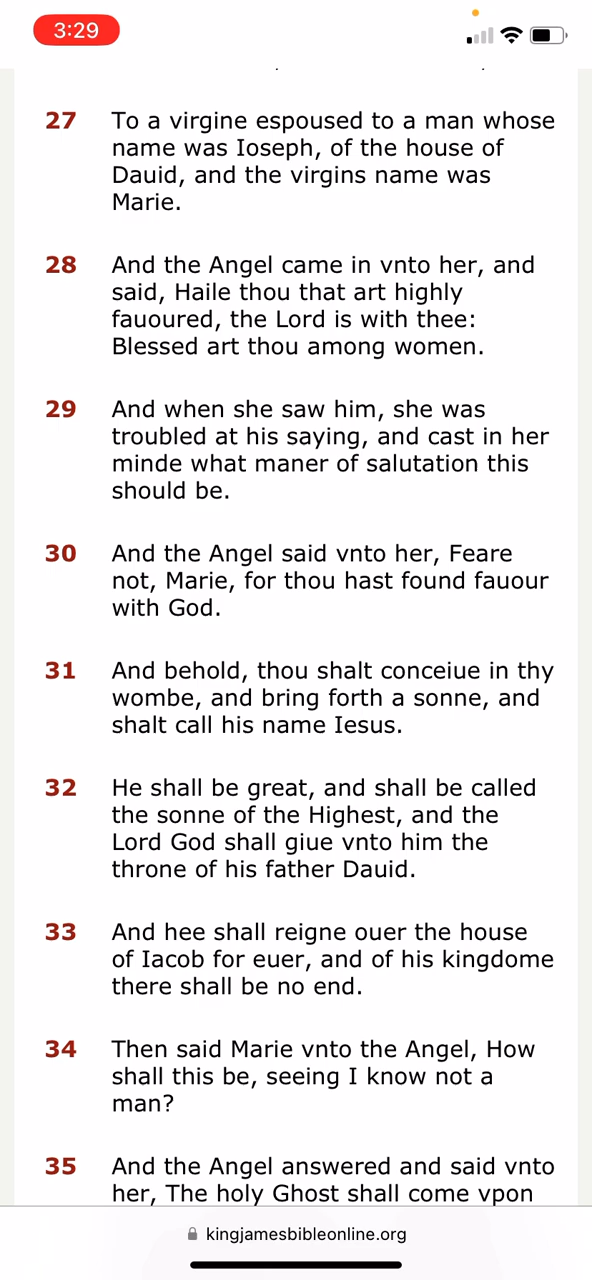 3:29
27 To a virgine espoused to a man whose
name was Ioseph, of the house of
Dauid, and the virgins name was
Marie.
28 And the Angel came in vnto her, and
said, Haile thou that art highly
fauoured, the Lord is with thee:
Blessed art thou among women.
29 And when she saw him, she was
troubled at his saying, and cast in her
minde what maner of salutation this
should be.
30 And the Angel said vnto her, Feare
not, Marie, for thou hast found fauour
with God.
31 And behold, thou shalt conceiue in thy
wombe, and bring forth a sonne, and
shalt call his name Iesus.
32 He shall be great, and shall be called
the sonne of the Highest, and the
Lord God shall giue vnto him the
throne of his father Dauid.
33 And hee shall reigne ouer the house
of Iacob for euer, and of his kingdome
there shall be no end.
34 Then said Marie vnto the Angel, How
shall this be, seeing I know not a
man?
35 And the Angel answered and said vnto
her, The holy Ghost shall come vpon
kingjamesbibleonline.org